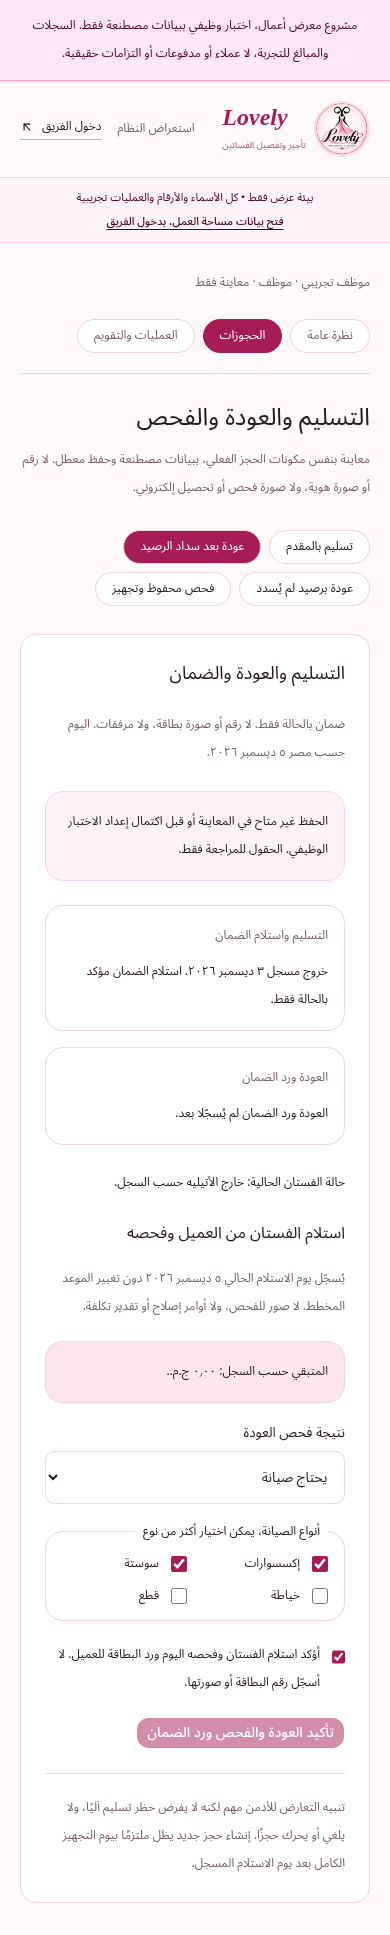 مشروع معرض أعمال، اختبار وظيفي ببيانات مصطنعة فقط. السجلات
والمبالغ للتجربة، لا عملاء أو مدفوعات أو التزامات حقيقية.
Lovely
Lovely
تأجير وتفصيل الفساتين
استعراض النظام
دخول الفريق
بيئة عرض فقط • كل الأسماء والأرقام والعمليات تجريبية
فتح بيانات مساحة العمل، بدخول الفريق
موظف تجريبي · موظف · معاينة فقط
نظرة عامة
الحجوزات
العمليات والتقويم
التسليم والعودة والفحص
معاينة بنفس مكونات الحجز الفعلي، ببيانات مصطنعة وحفظ معطل. لا رقم
أو صورة هوية، ولا صورة فحص أو تحصيل إلكتروني.
تسليم بالمقدم
عودة بعد سداد الرصيد
عودة برصيد لم يُسدد
فحص محفوظ وتجهيز
التسليم والعودة والضمان
ضمان بالحالة فقط. لا رقم أو صورة بطاقة، ولا مرفقات. اليوم
حسب مصر ٥ ديسمبر ٢٠٢٦.
الحفظ غير متاح في المعاينة أو قبل اكتمال إعداد الاختبار
الوظيفي. الحقول للمراجعة فقط.
التسليم واستلام الضمان
خروج مسجل ٣ ديسمبر ٢٠٢٦. استلام الضمان مؤكد
بالحالة فقط.
العودة ورد الضمان
العودة ورد الضمان لم يُسجّلا بعد.
حالة الفستان الحالية: خارج الأتيليه حسب السجل.
استلام الفستان من العميل وفحصه
يُسجّل يوم الاستلام الحالي ٥ ديسمبر ٢٠٢٦ دون تغيير الموعد
المخطط. لا صور للفحص، ولا أوامر إصلاح أو تقدير تكلفة.
المتبقي حسب السجل: ٠٫٠٠ ج.م..
نتيجة فحص العودة
يحتاج صيانة
أنواع الصيانة، يمكن اختيار أكثر من نوع
إكسسوارات
سوستة
خياطة
قطع
أؤكد استلام الفستان وفحصه اليوم ورد البطاقة للعميل. لا
أسجّل رقم البطاقة أو صورتها.
تأكيد العودة والفحص ورد الضمان
تنبيه التعارض للأدمن مهم لكنه لا يفرض حظر تسليم آليًا، ولا
يلغي أو يحرك حجزًا. إنشاء حجز جديد يظل ملتزمًا بيوم التجهيز
الكامل بعد يوم الاستلام المسجل.